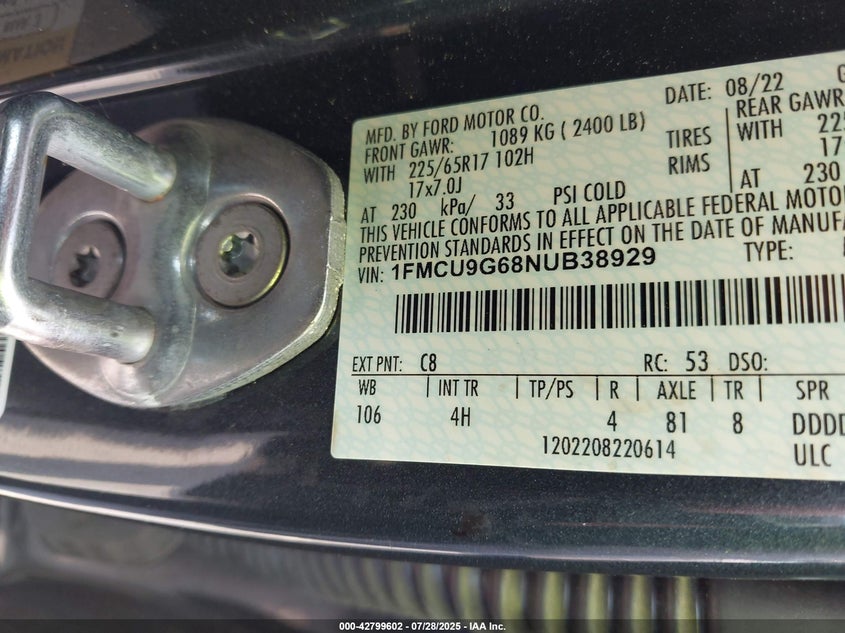 DATE: 08/22
MFD. BY FORD MOTOR CO.
FRONT GAWR: 1089 KG ( 2400 LB)
REAR GAWR
WITH 225/65R17 102H TIRES WITH 225
17x7.0J RIMS 17
AT 230 kPa/ 33 PSI COLD AT 230
THIS VEHICLE CONFORMS TO ALL APPLICABLE FEDERAL MOTOR
PREVENTION STANDARDS IN EFFECT ON THE DATE OF MANUFA
VIN: 1FMCU9G68NUB38929 TYPE:
EXT PNT: C8 RC: 53 DSO:
WB INT TR TP/PS R AXLE TR SPR
106 4H 4 81 8 DDDD
1202208220614 ULC
000-42799602 - 07/28/2025 - IAA Inc.